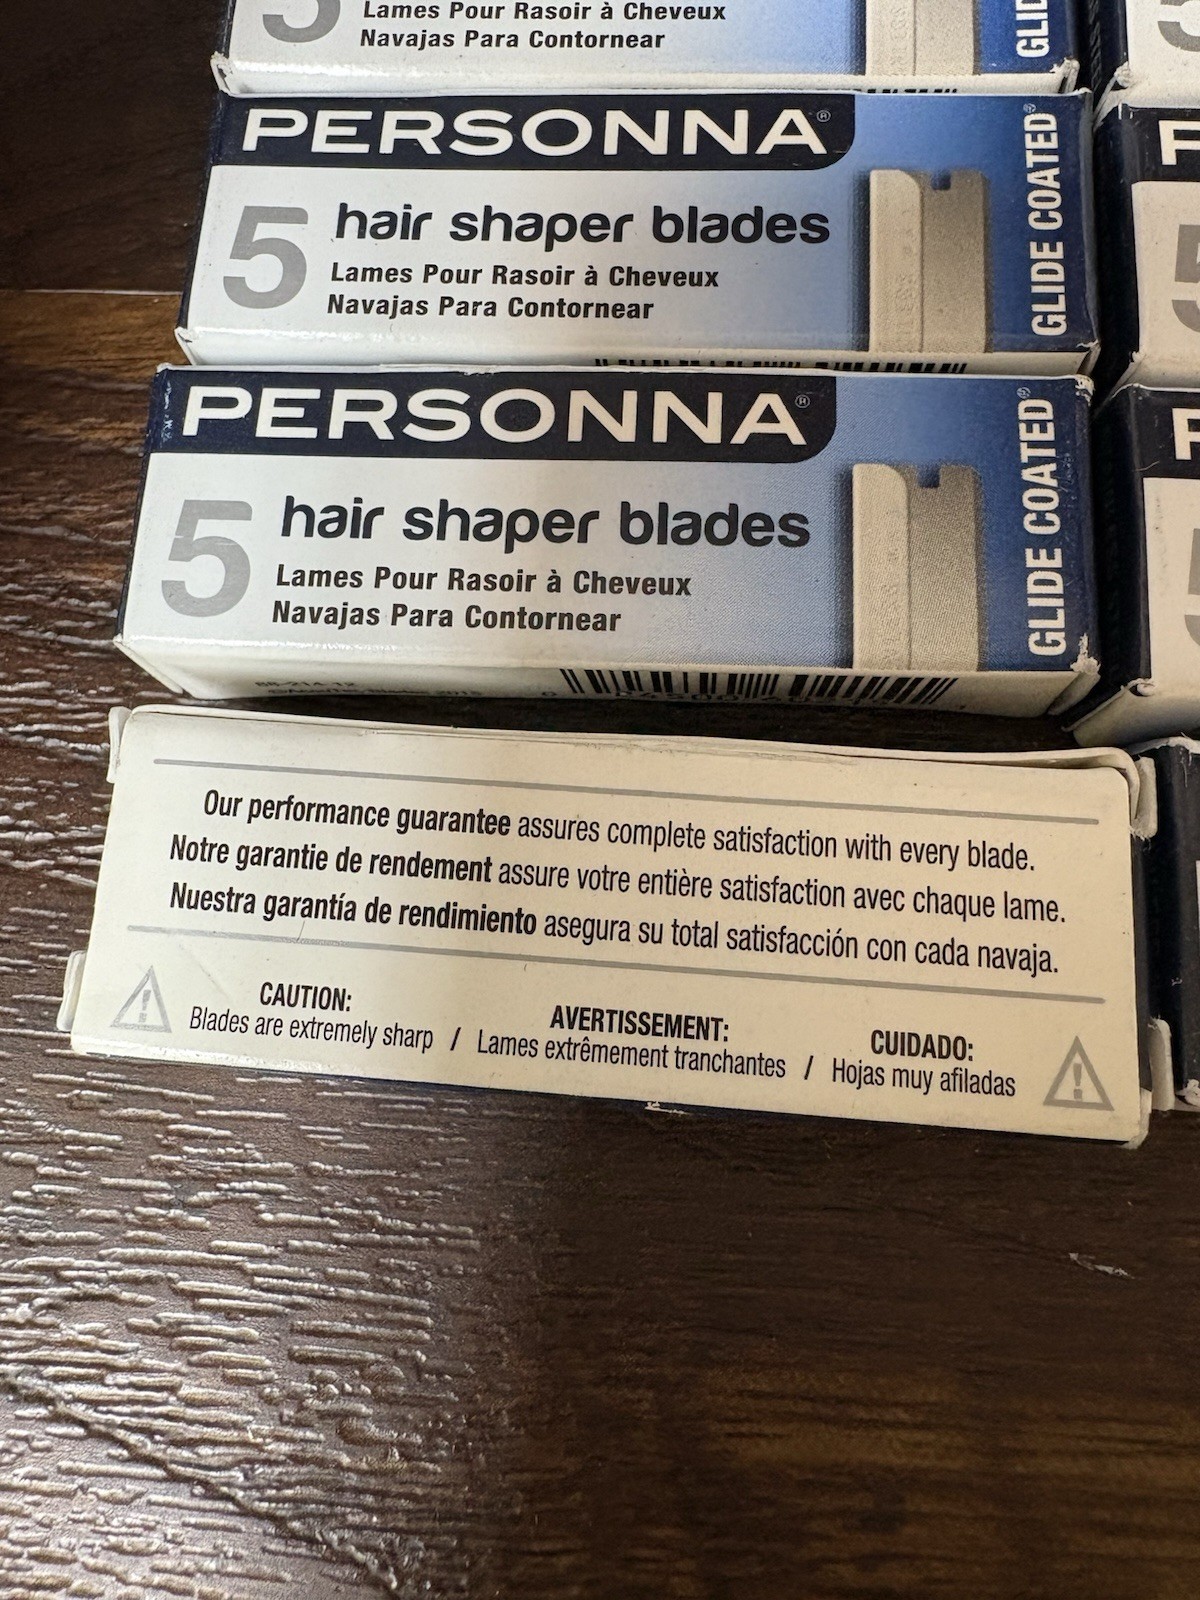 5 Lames Pour Rasoir à Cheveux
Navajas Para Contornear
PERSONNA®
5 hair shaper blades
Lames Pour Rasoir à Cheveux
Navajas Para Contornear
GLIDE COATED®
PERSONNA®
5 hair shaper blades
Lames Pour Rasoir à Cheveux
Navajas Para Contornear
GLIDE COATED®
Our performance guarantee assures complete satisfaction with every blade.
Notre garantie de rendement assure votre entière satisfaction avec chaque lame.
Nuestra garantía de rendimiento asegura su total satisfacción con cada navaja.
CAUTION:
Blades are extremely sharp /
AVERTISSEMENT:
Lames extrêmement tranchantes /
CUIDADO:
Hojas muy afiladas